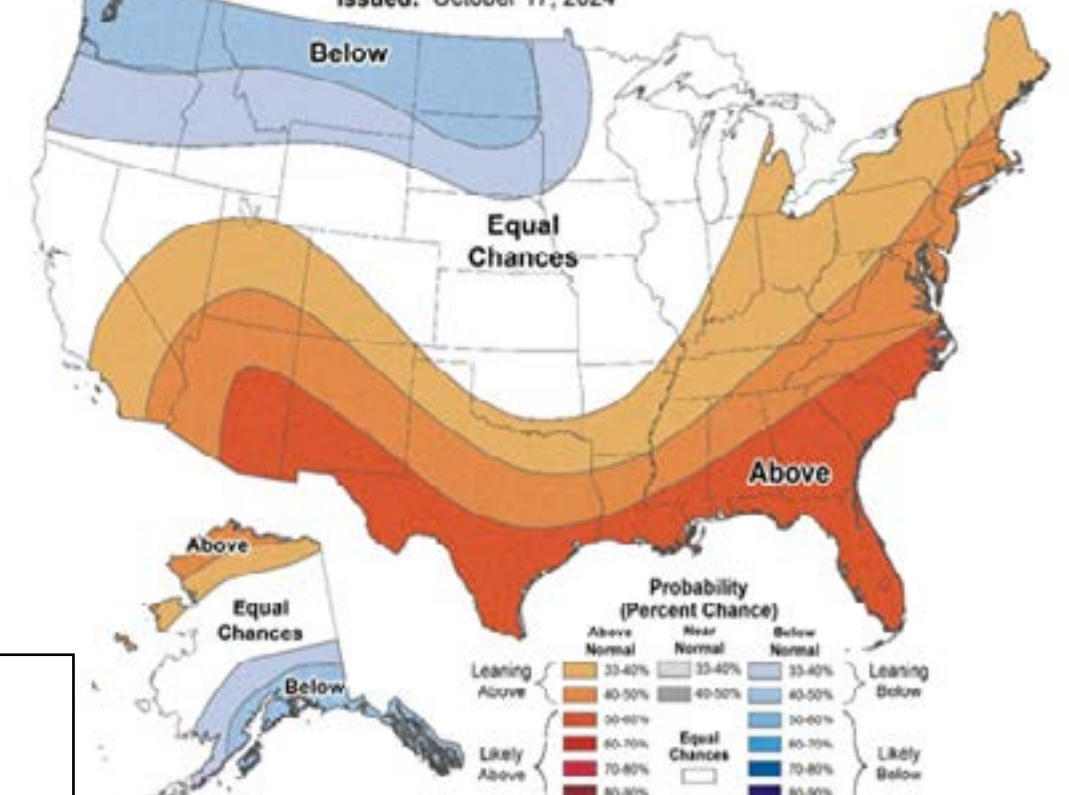 Issued: October 17, 2024
Below
Equal
Chances
Above
Above
Equal
Chances
Below
Probability
(Percent Chance)
Above
Normal
Near
Normal
Below
Normal
Leaning
Above
33-40%
33-40%
33-40%
Leaning
Below
40-50%
40-50%
40-50%
Likely
Above
50-60%
50-60%
60-70%
Equal
Chances
60-70%
Likely
Below
70-80%
70-80%
80-90%
80-90%